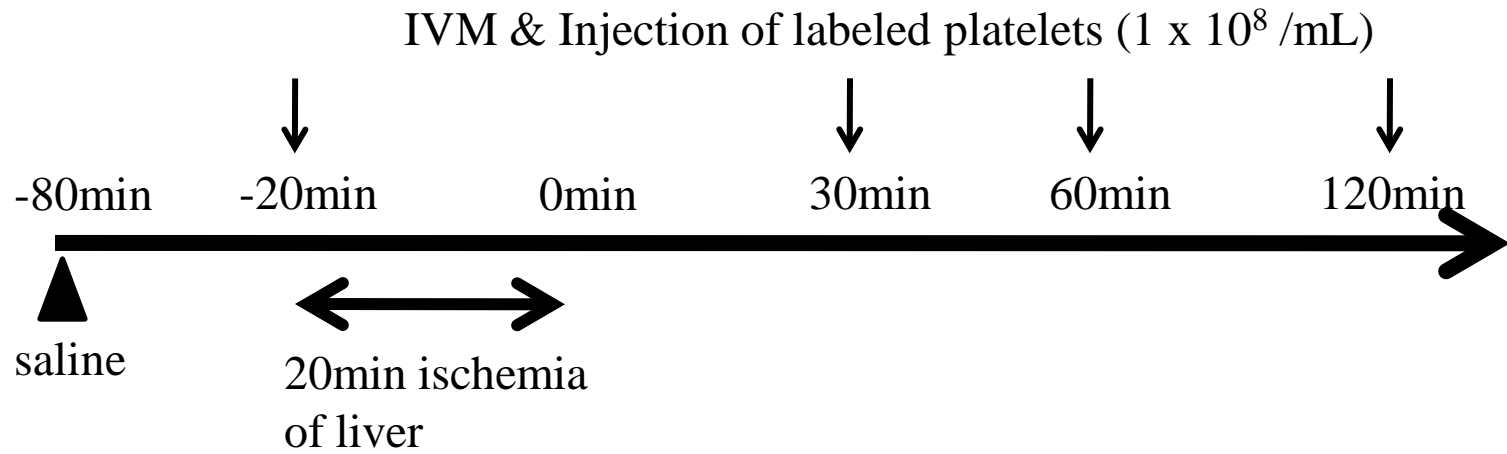 IVM & Injection of labeled platelets (1 x 10⁸ /mL)
-80min -20min 0min 30min 60min 120min
saline
20min ischemia
of liver